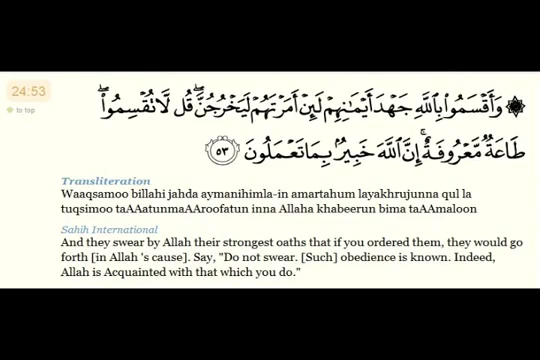 24:53
to top
۞ وَأَقْسَمُوا۟ بِٱللَّهِ جَهْدَ أَيْمَـٰنِهِمْ لَئِنْ أَمَرْتَهُمْ لَيَخْرُجُنَّ ۖ قُل لَّا تُقْسِمُوا۟ ۖ
طَاعَةٌ مَّعْرُوفَةٌ ۚ إِنَّ ٱللَّهَ خَبِيرٌۢ بِمَا تَعْمَلُونَ ٥٣
Transliteration
Waaqsamoo billahi jahda aymanihimla-in amartahum layakhrujunna qul la
tuqsimoo taAAatunmaAAroofatun inna Allaha khabeerun bima taAAmaloon
Sahih International
And they swear by Allah their strongest oaths that if you ordered them, they would go
forth [in Allah 's cause]. Say, "Do not swear. [Such] obedience is known. Indeed,
Allah is Acquainted with that which you do."